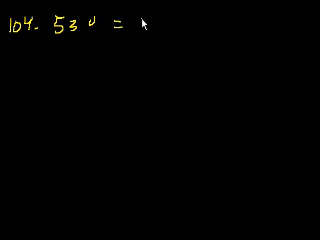 104. 53° =